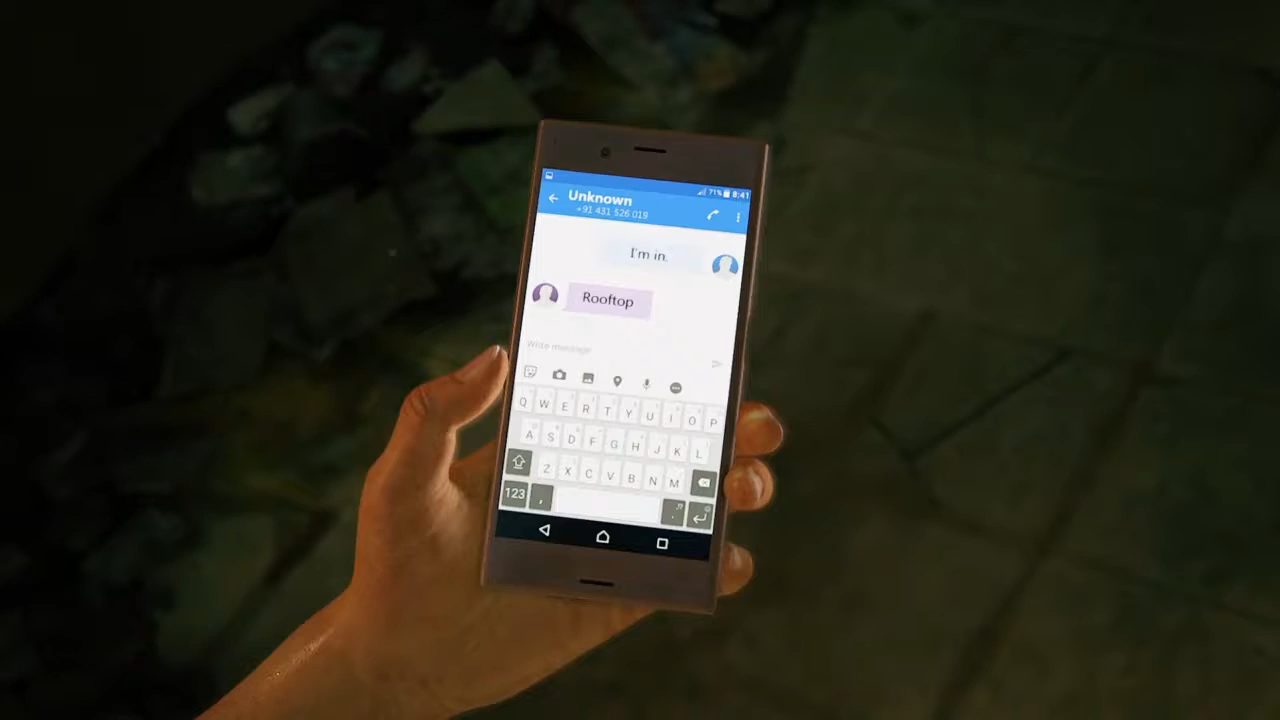 71% 8:41
Unknown
+91 431 526 019
I'm in.
Rooftop
Write message
Q W E R T Y U I O P
A S D F G H J K L
Z X C V B N M
123 , .